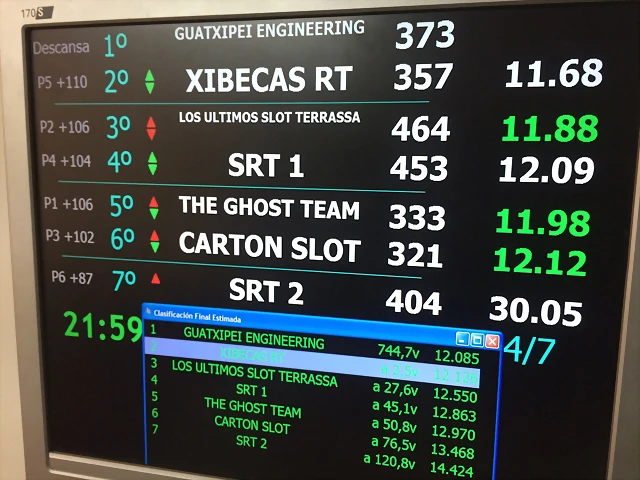 170 S
Descansa 1º GUATXIPEI ENGINEERING 373
P5 +110 2º XIBECAS RT 357 11.68
P2 +106 3º LOS ULTIMOS SLOT TERRASSA 464 11.88
P4 +104 4º SRT 1 453 12.09
P1 +106 5º THE GHOST TEAM 333 11.98
P3 +102 6º CARTON SLOT 321 12.12
P6 +87 7º SRT 2 404 30.05
21:59 4/7
Clasificación Final Estimada
1 GUATXIPEI ENGINEERING 744,7v 12.085
2 XIBECAS RT a 2,5v
3 LOS ULTIMOS SLOT TERRASSA a 27,6v 12.550
4 SRT 1 a 45,1v 12.863
5 THE GHOST TEAM a 50,8v 12.970
6 CARTON SLOT a 76,5v 13.468
7 SRT 2 a 120,8v 14.424